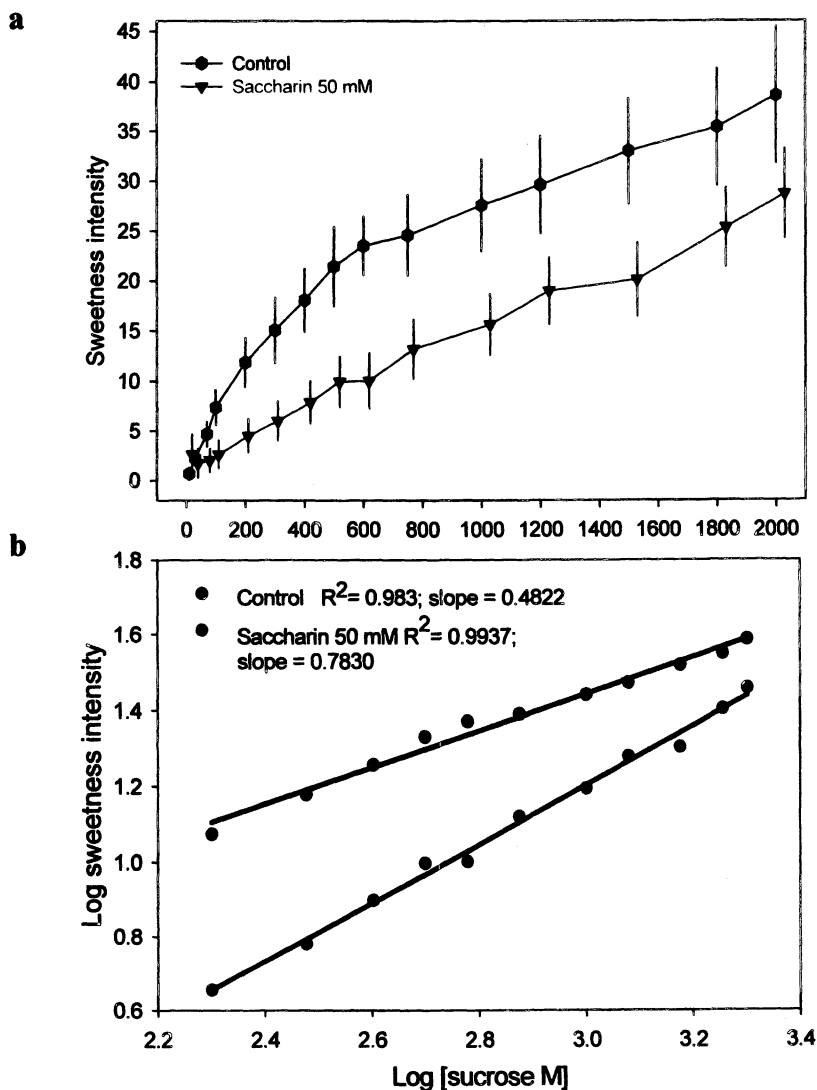 a
45
40
35
30
25
20
15
10
5
0
Sweetness intensity
Control
Saccharin 50 mM
0 200 400 600 800 1000 1200 1400 1600 1800 2000
b
1.8
1.6
1.4
1.2
1.0
0.8
0.6
Log sweetness intensity
Control R2= 0.983; slope = 0.4822
Saccharin 50 mM R2= 0.9937;
slope = 0.7830
2.2 2.4 2.6 2.8 3.0 3.2 3.4
Log [sucrose M]